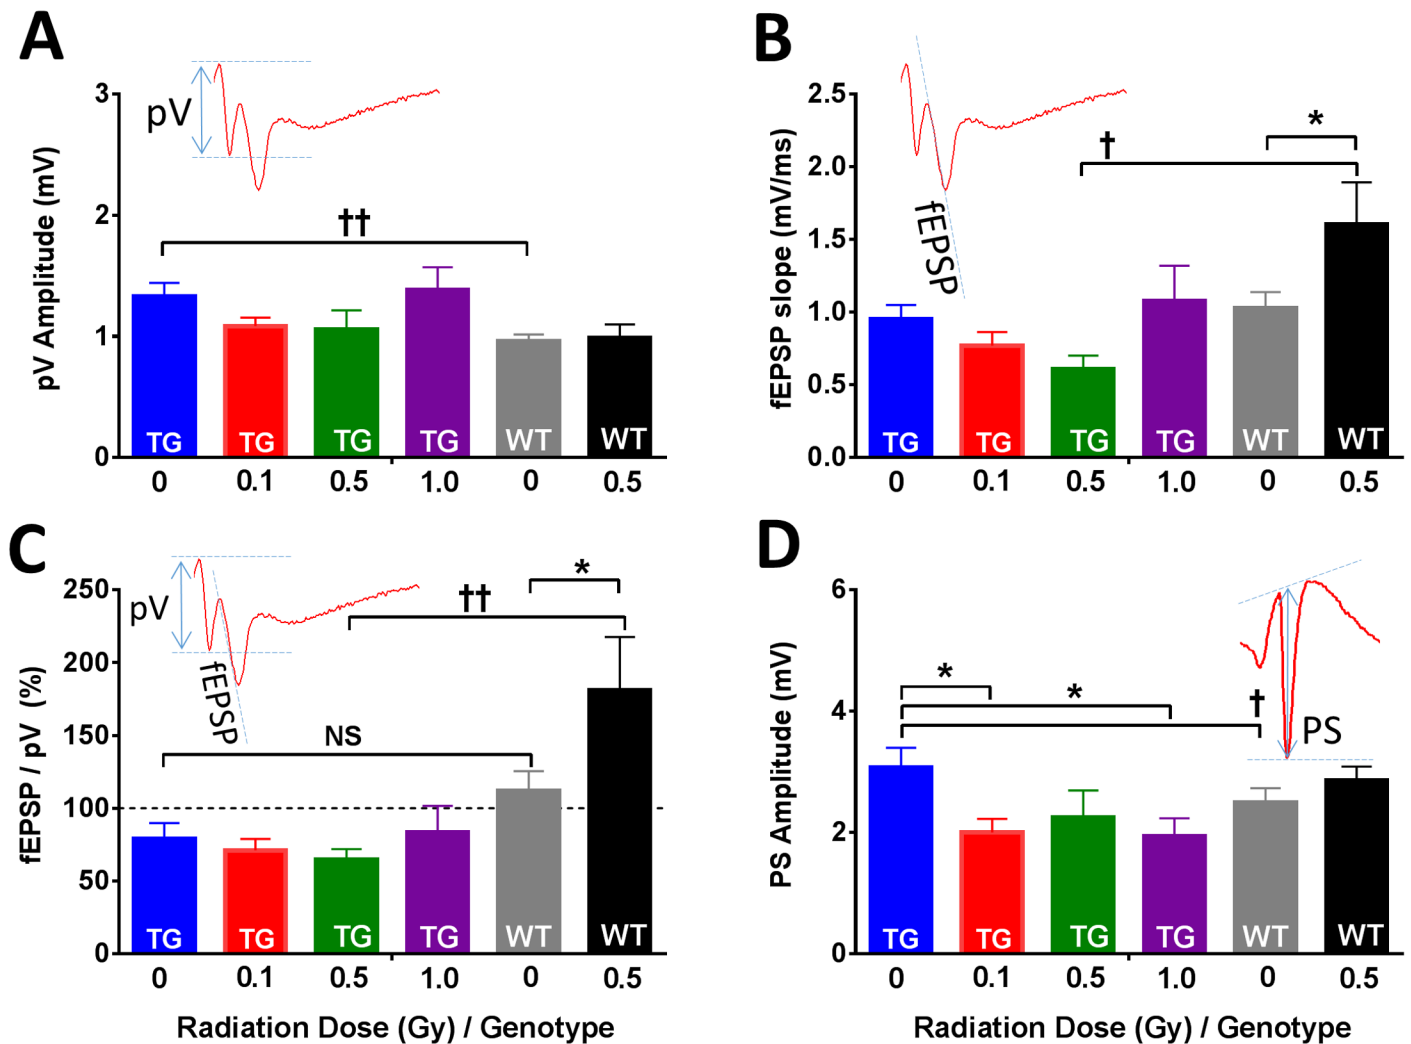 A
pV
pV Amplitude (mV)
3
2
1
0
††
TG
TG
TG
TG
WT
WT
0
0.1
0.5
1.0
0
0.5
B
fEPSP
fEPSP slope (mV/ms)
2.5
2.0
1.5
1.0
0.5
0.0
*
†
TG
TG
TG
TG
WT
WT
0
0.1
0.5
1.0
0
0.5
C
pV
fEPSP
fEPSP / pV (%)
250
200
150
100
50
0
*
††
NS
TG
TG
TG
TG
WT
WT
0
0.1
0.5
1.0
0
0.5
Radiation Dose (Gy) / Genotype
D
PS
PS Amplitude (mV)
6
4
2
0
*
*
†
TG
TG
TG
TG
WT
WT
0
0.1
0.5
1.0
0
0.5
Radiation Dose (Gy) / Genotype